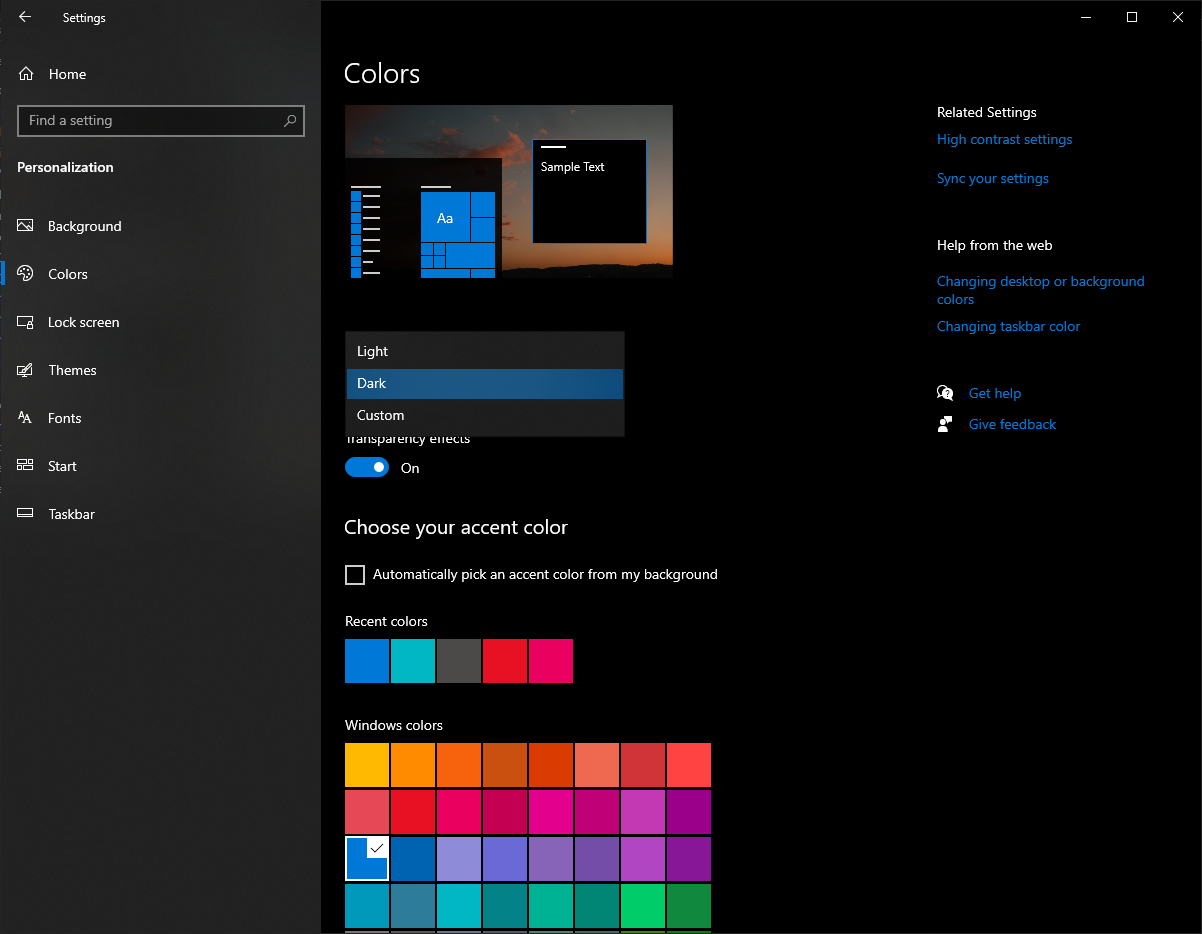 Settings
Home
Find a setting
Personalization
Background
Colors
Lock screen
Themes
Fonts
Start
Taskbar
Colors
Sample Text
Aa
Light
Dark
Custom
Transparency effects
On
Choose your accent color
Automatically pick an accent color from my background
Recent colors
Windows colors
Related Settings
High contrast settings
Sync your settings
Help from the web
Changing desktop or background
colors
Changing taskbar color
Get help
Give feedback